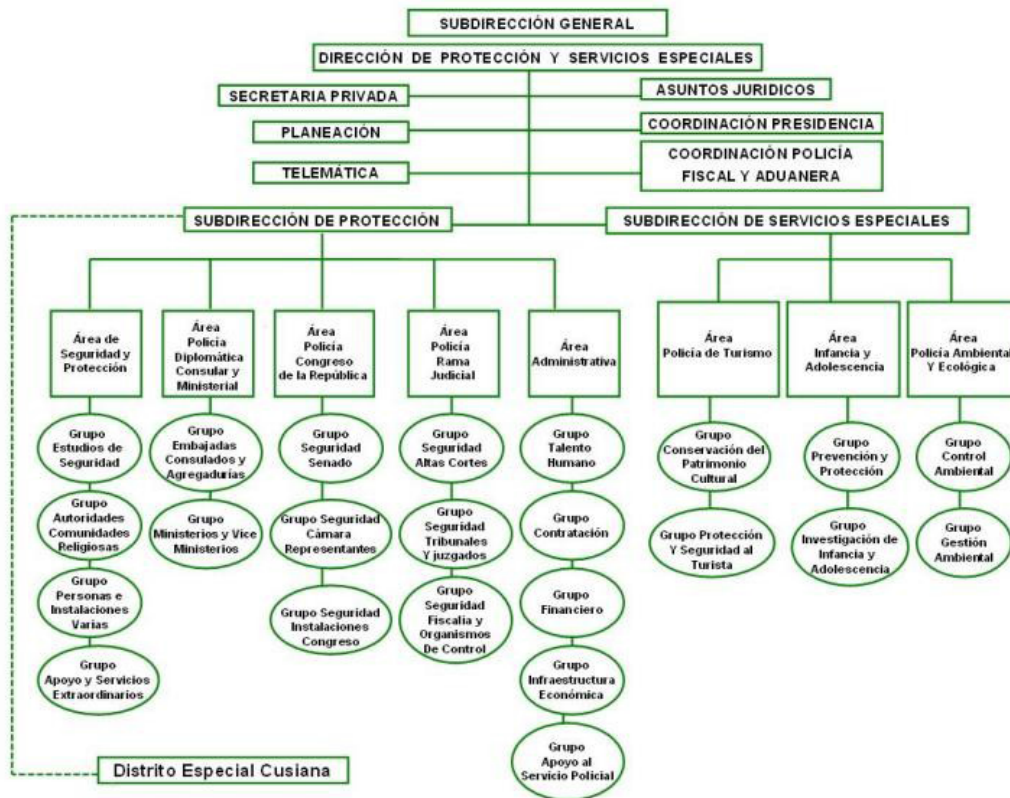 SUBDIRECCIÓN GENERAL
DIRECCIÓN DE PROTECCIÓN Y SERVICIOS ESPECIALES
SECRETARIA PRIVADA
ASUNTOS JURIDICOS
PLANEACIÓN
COORDINACIÓN PRESIDENCIA
TELEMÁTICA
COORDINACIÓN POLICÍA
FISCAL Y ADUANERA
SUBDIRECCIÓN DE PROTECCIÓN
SUBDIRECCIÓN DE SERVICIOS ESPECIALES
Área de
Seguridad y
Protección
Área
Policía
Diplomática
Consular y
Ministerial
Área
Policía
Congreso
de la República
Área
Policía
Rama
Judicial
Área
Administrativa
Área
Policía de Turismo
Área
Infancia y
Adolescencia
Área
Policía Ambiental
Y Ecológica
Grupo
Estudios de
Seguridad
Grupo
Embajadas
Consulados y
Agregadurías
Grupo
Seguridad
Senado
Grupo
Seguridad
Altas Cortes
Grupo
Talento
Humano
Grupo
Conservación del
Patrimonio
Cultural
Grupo
Prevención y
Protección
Grupo
Control
Ambiental
Grupo
Autoridades
Comunidades
Religiosas
Grupo
Ministerios y Vice
Ministerios
Grupo Seguridad
Cámara
Representantes
Grupo
Seguridad
Tribunales
Y juzgados
Grupo
Contratación
Grupo Protección
Y Seguridad al
Turista
Grupo
Investigación de
Infancia y
Adolescencia
Grupo
Gestión
Ambiental
Grupo
Personas e
Instalaciones
Varias
Grupo Seguridad
Instalaciones
Congreso
Grupo
Seguridad
Fiscalia y
Organismos
De Control
Grupo
Financiero
Grupo
Apoyo y Servicios
Extraordinarios
Grupo
Infraestructura
Económica
Grupo
Apoyo al
Servicio Policial
Distrito Especial Cusiana